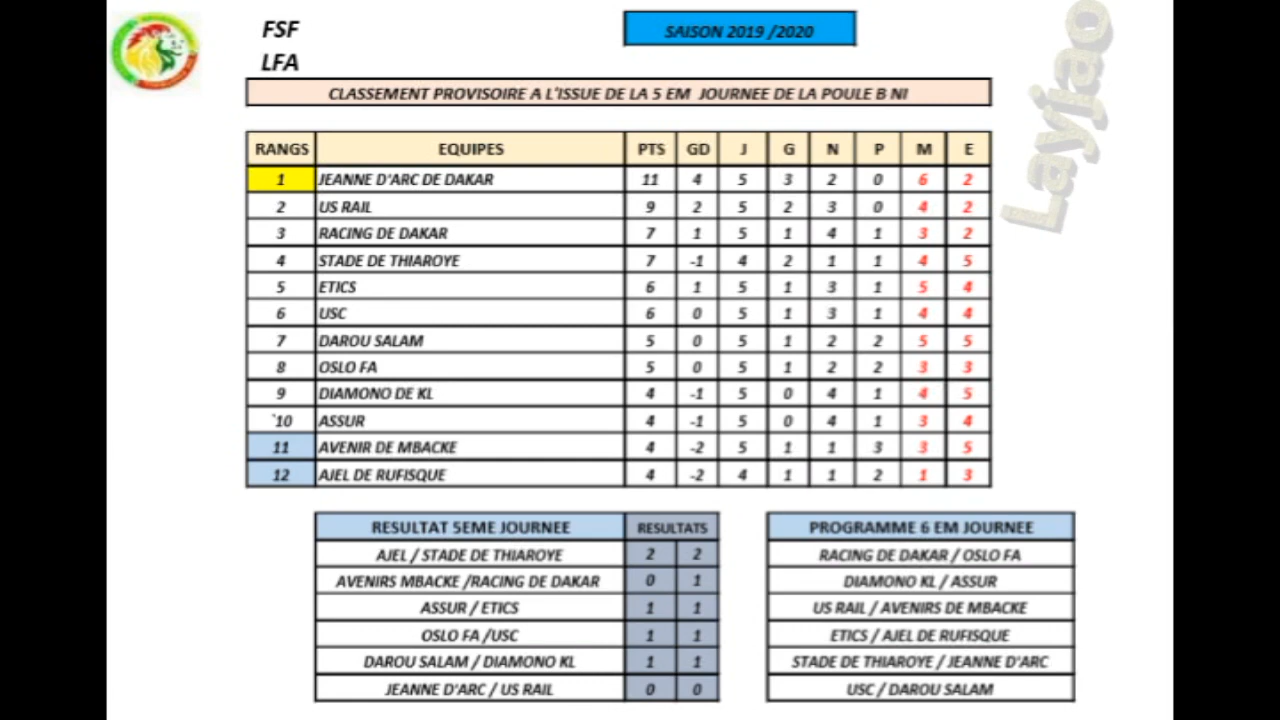 FSF
SAISON 2019 /2020
LFA
CLASSEMENT PROVISOIRE A L'ISSUE DE LA 5 EM JOURNEE DE LA POULE B NI
RANGS EQUIPES PTS GD J G N P M E
1 JEANNE D'ARC DE DAKAR 11 4 5 3 2 0 6 2
2 US RAIL 9 2 5 2 3 0 4 2
3 RACING DE DAKAR 7 1 5 1 4 1 3 2
4 STADE DE THIAROYE 7 -1 4 2 1 1 4 5
5 ETICS 6 1 5 1 3 1 5 4
6 USC 6 0 5 1 3 1 4 4
7 DAROU SALAM 5 0 5 1 2 2 5 5
8 OSLO FA 5 0 5 1 2 2 3 3
9 DIAMONO DE KL 4 -1 5 0 4 1 4 5
`10 ASSUR 4 -1 5 0 4 1 3 4
11 AVENIR DE MBACKE 4 -2 5 1 1 3 3 5
12 AJEL DE RUFISQUE 4 -2 4 1 1 2 1 3
RESULTAT 5EME JOURNEE RESULTATS
AJEL / STADE DE THIAROYE 2 2
AVENIRS MBACKE /RACING DE DAKAR 0 1
ASSUR / ETICS 1 1
OSLO FA /USC 1 1
DAROU SALAM / DIAMONO KL 1 1
JEANNE D'ARC / US RAIL 0 0
PROGRAMME 6 EM JOURNEE
RACING DE DAKAR / OSLO FA
DIAMONO KL / ASSUR
US RAIL / AVENIRS DE MBACKE
ETICS / AJEL DE RUFISQUE
STADE DE THIAROYE / JEANNE D'ARC
USC / DAROU SALAM
Layjao